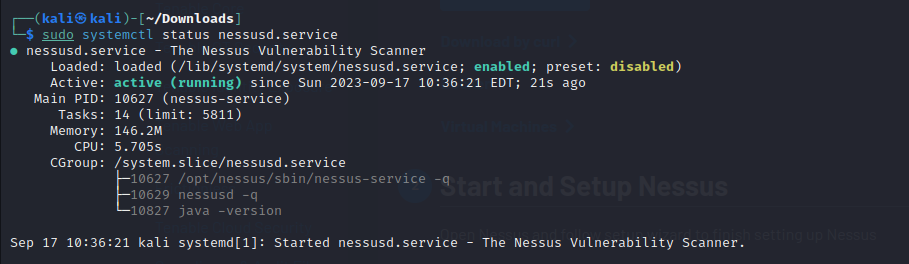 ┌──(kali㉿kali)-[~/Downloads]
└─$ sudo systemctl status nessusd.service
● nessusd.service - The Nessus Vulnerability Scanner
Loaded: loaded (/lib/systemd/system/nessusd.service; enabled; preset: disabled)
Active: active (running) since Sun 2023-09-17 10:36:21 EDT; 21s ago
Main PID: 10627 (nessus-service)
Tasks: 14 (limit: 5811)
Memory: 146.2M
CPU: 5.705s
CGroup: /system.slice/nessusd.service
├─10627 /opt/nessus/sbin/nessus-service -q
├─10629 nessusd -q
└─10827 java -version
Start and Setup Nessus
Sep 17 10:36:21 kali systemd[1]: Started nessusd.service - The Nessus Vulnerability Scanner.